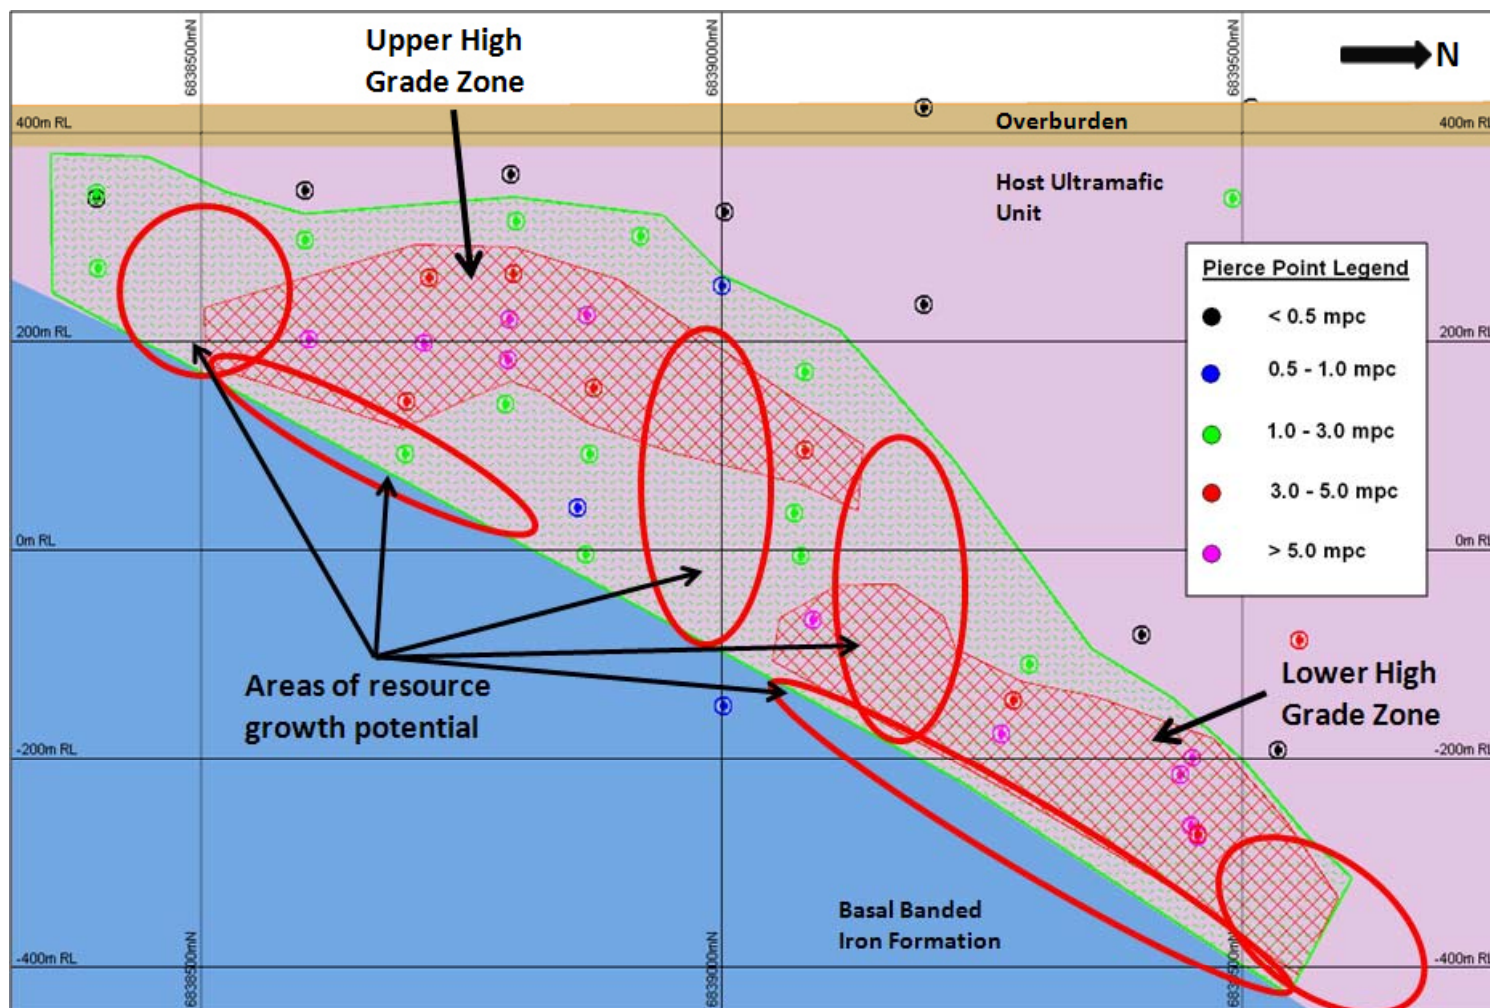 6838500mN
6839000mN
6839500mN
N
Upper High
Grade Zone
400m RL
Overburden
400m RL
Host Ultramafic
Unit
Pierce Point Legend
< 0.5 mpc
0.5 - 1.0 mpc
1.0 - 3.0 mpc
3.0 - 5.0 mpc
> 5.0 mpc
200m RL
200m RL
0m RL
0m RL
Areas of resource
growth potential
Lower High
Grade Zone
-200m RL
-200m RL
Basal Banded
Iron Formation
-400m RL
-400m RL
6838500mN
6839000mN
6839500mN